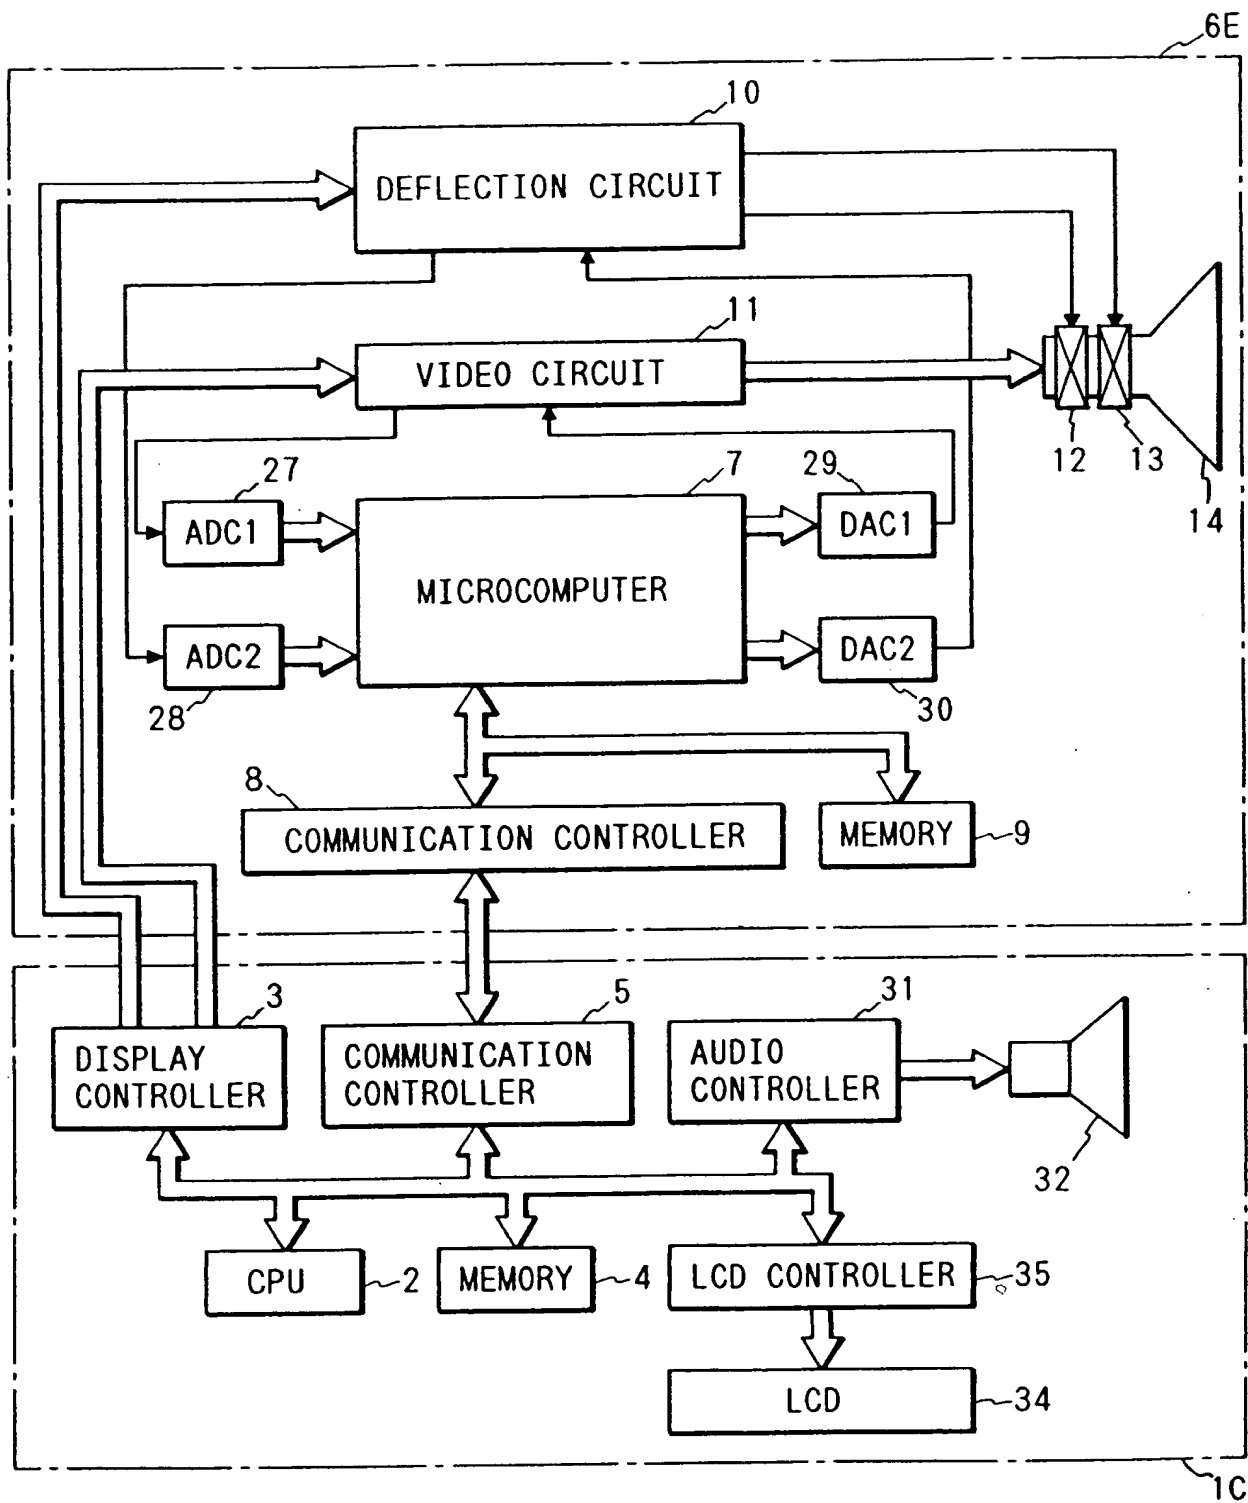 6E
10
DEFLECTION CIRCUIT
11
VIDEO CIRCUIT
12
13
14
27
ADC1
7
29
DAC1
MICROCOMPUTER
ADC2
28
DAC2
30
8
COMMUNICATION CONTROLLER
MEMORY
9
3
DISPLAY
CONTROLLER
5
COMMUNICATION
CONTROLLER
31
AUDIO
CONTROLLER
32
CPU
2
MEMORY
4
LCD CONTROLLER
35
LCD
34
1C